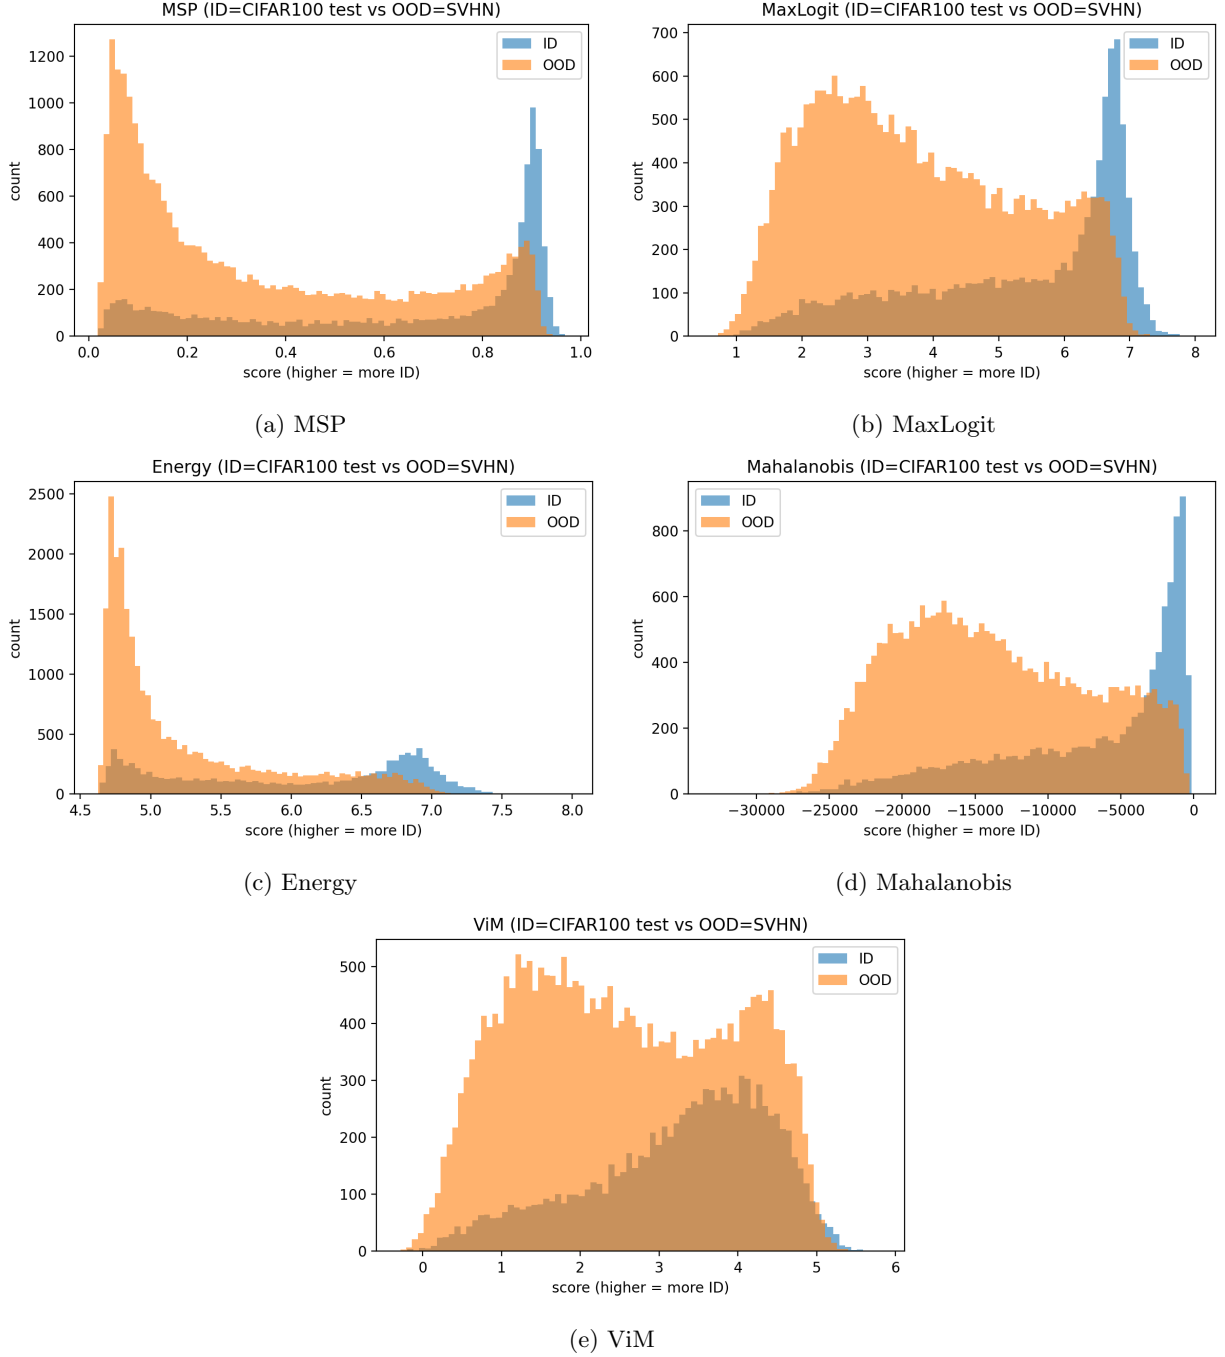 MSP (ID=CIFAR100 test vs OOD=SVHN)
ID
OOD
count
1200
1000
800
600
400
200
0
0.0 0.2 0.4 0.6 0.8 1.0
score (higher = more ID)
(a) MSP
MaxLogit (ID=CIFAR100 test vs OOD=SVHN)
ID
OOD
count
700
600
500
400
300
200
100
0
1 2 3 4 5 6 7 8
score (higher = more ID)
(b) MaxLogit
Energy (ID=CIFAR100 test vs OOD=SVHN)
ID
OOD
count
2500
2000
1500
1000
500
0
4.5 5.0 5.5 6.0 6.5 7.0 7.5 8.0
score (higher = more ID)
(c) Energy
Mahalanobis (ID=CIFAR100 test vs OOD=SVHN)
ID
OOD
count
800
600
400
200
0
−30000 −25000 −20000 −15000 −10000 −5000 0
score (higher = more ID)
(d) Mahalanobis
ViM (ID=CIFAR100 test vs OOD=SVHN)
ID
OOD
count
500
400
300
200
100
0
0 1 2 3 4 5 6
score (higher = more ID)
(e) ViM